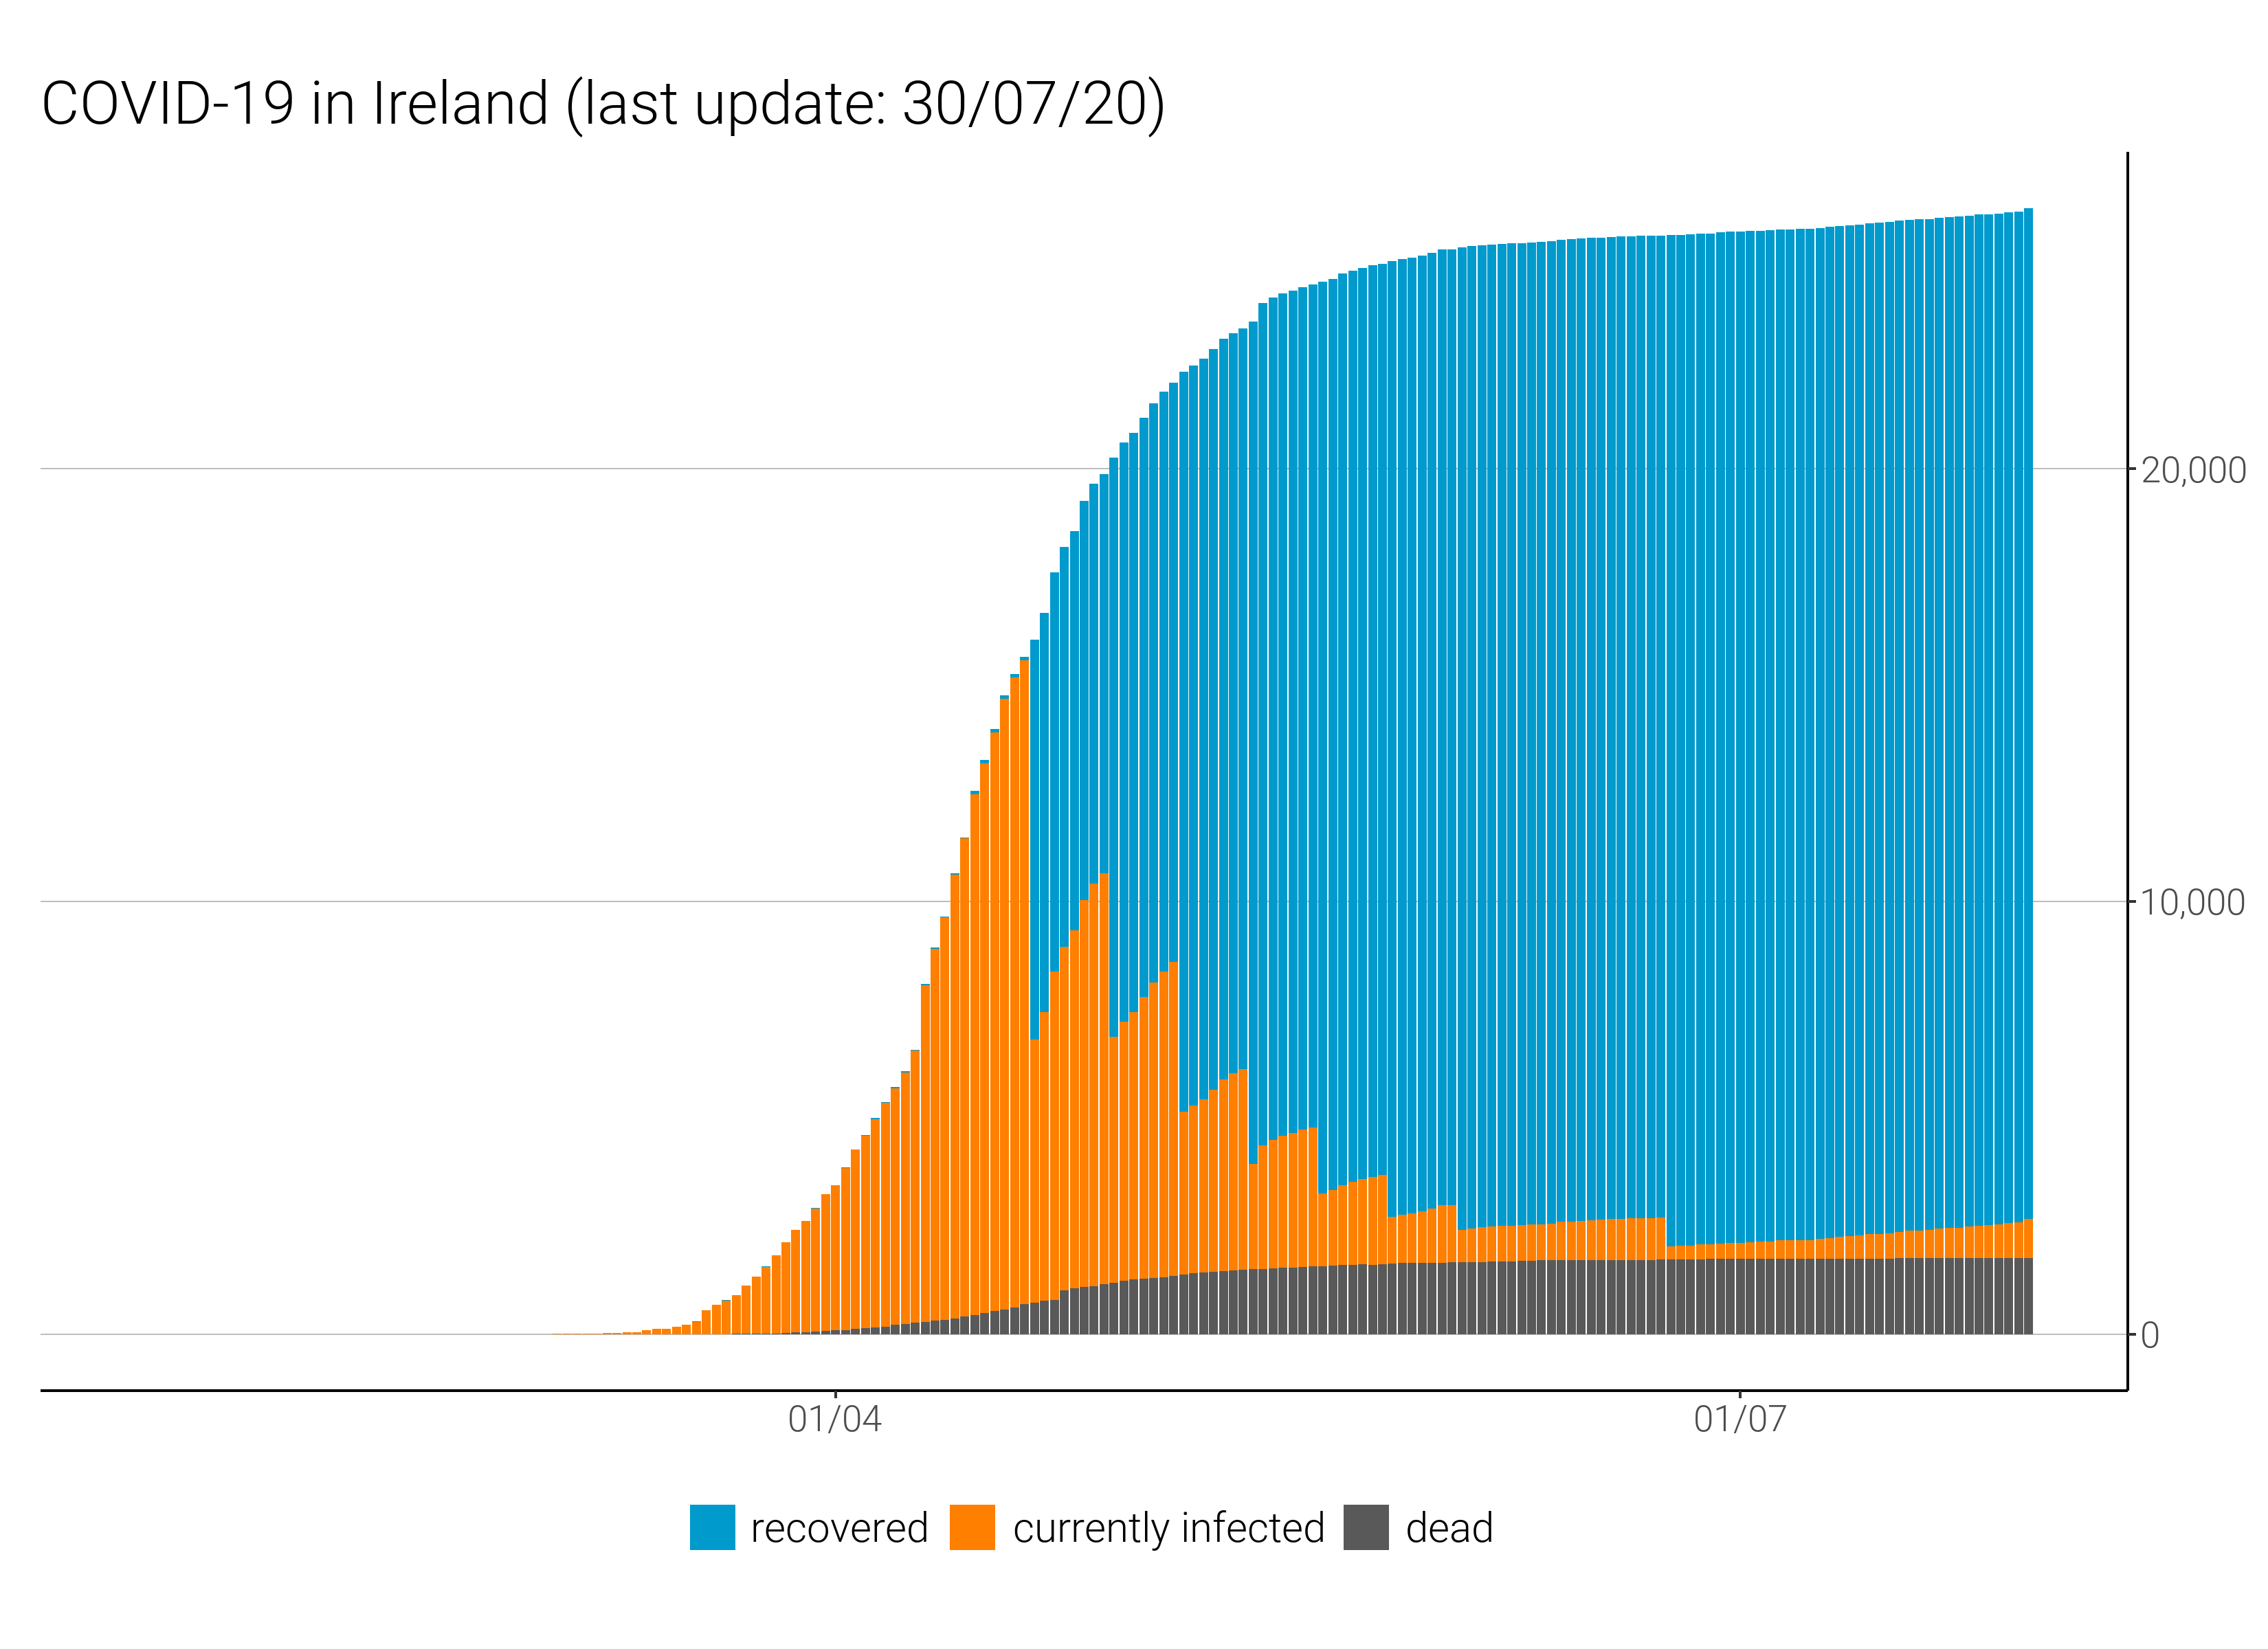 COVID-19 in Ireland (last update: 30/07/20)
20,000
10,000
0
01/04 01/07
recovered currently infected dead